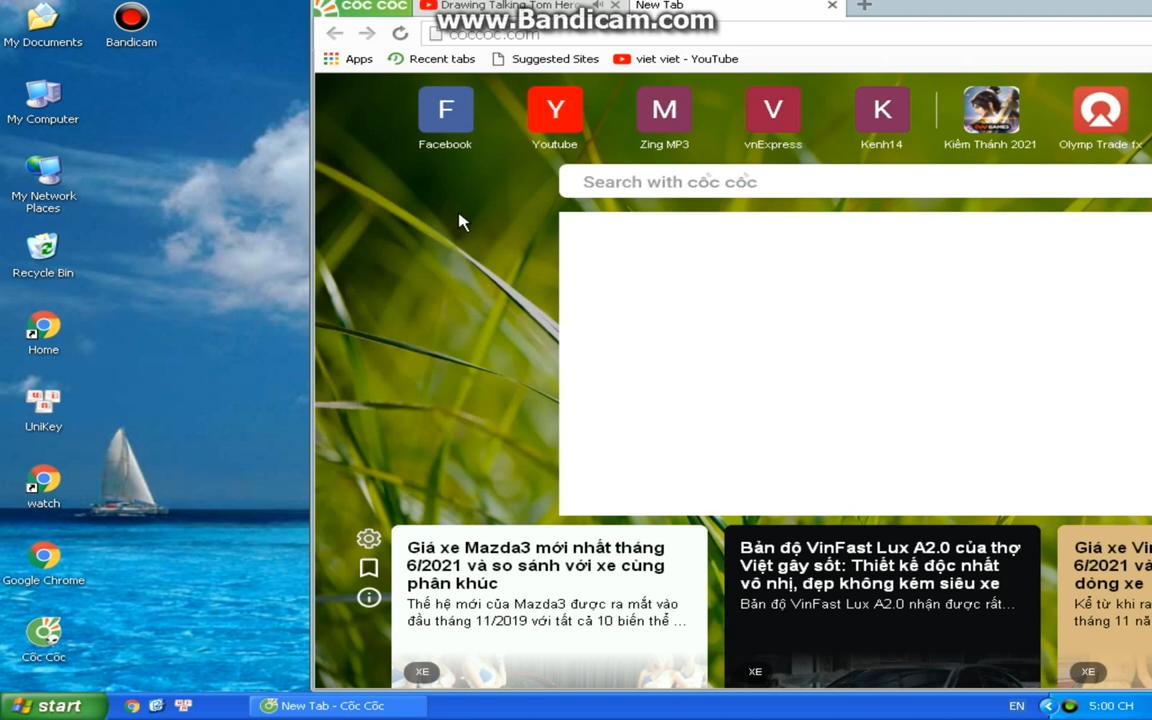 My Documents
Bandicam
My Computer
My Network
Places
Recycle Bin
Home
UniKey
watch
Google Chrome
Cốc Cốc
CỐC CỐC
Drawing Talking Tom Her
New Tab
www.Bandicam.com
coccoc.com
Apps
Recent tabs
Suggested Sites
viet viet - YouTube
F
Y
M
V
K
Facebook
Youtube
Zing MP3
vnExpress
Kenh14
Kiếm Thánh 2021
Olymp Trade fx
Search with cốc cốc
Giá xe Mazda3 mới nhất tháng
6/2021 và so sánh với xe cùng
phân khúc
Thế hệ mới của Mazda3 được ra mắt vào
đầu tháng 11/2019 với tất cả 10 biến thể ...
XE
Bản độ VinFast Lux A2.0 của thợ
Việt gây sốt: Thiết kế độc nhất
vô nhị, đẹp không kém siêu xe
Bản độ VinFast Lux A2.0 nhận được rất...
XE
Giá xe Vi
6/2021 và
dòng xe
Kể từ khi ra
tháng 11 nă
XE
start
New Tab - Cốc Cốc
EN
5:00 CH